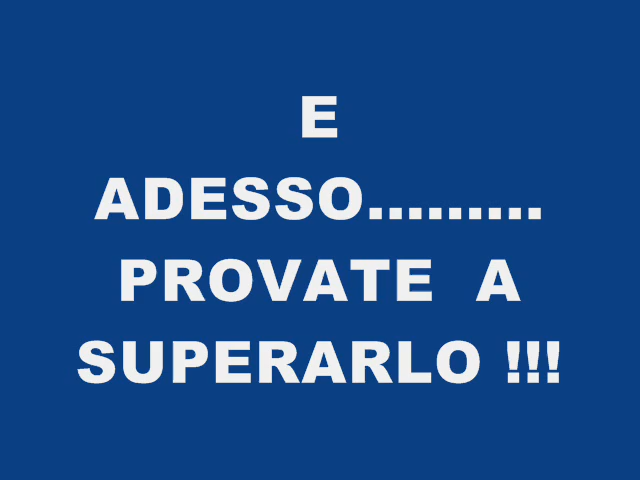 E
ADESSO.........
PROVATE A
SUPERARLO !!!